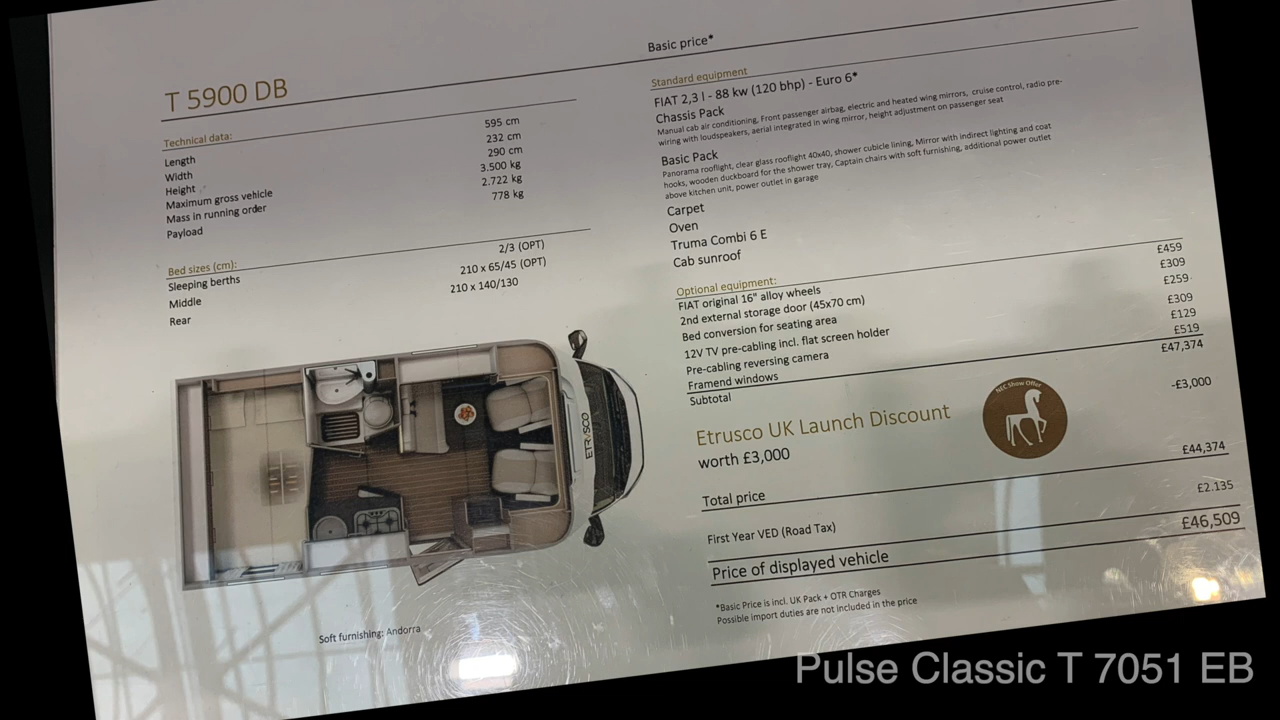 Basic price*
T 5900 DB
Technical data:
Length 595 cm
Width 232 cm
Height 290 cm
Maximum gross vehicle 3.500 kg
Mass in running order 2.722 kg
Payload 778 kg
Bed sizes (cm):
Sleeping berths 2/3 (OPT)
Middle 210 x 65/45 (OPT)
Rear 210 x 140/130
ETRUSCO
Soft furnishing: Andorra
Standard equipment
FIAT 2,3 l - 88 kw (120 bhp) - Euro 6*
Chassis Pack
Manual cab air conditioning, Front passenger airbag, electric and heated wing mirrors, cruise control, radio pre-
wiring with loudspeakers, aerial integrated in wing mirror, height adjustment on passenger seat
Basic Pack
Panorama rooflight, clear glass rooflight 40x40, shower cubicle lining, Mirror with indirect lighting and coat
hooks, wooden duckboard for the shower tray, Captain chairs with soft furnishing, additional power outlet
above kitchen unit, power outlet in garage
Carpet
Oven
Truma Combi 6 E
Cab sunroof
Optional equipment:
FIAT original 16" alloy wheels £459
2nd external storage door (45x70 cm) £309
Bed conversion for seating area £259
12V TV pre-cabling incl. flat screen holder £309
Pre-cabling reversing camera £129
Framend windows £519
Subtotal £47,374
Etrusco UK Launch Discount -£3,000
worth £3,000
NEC Show Offer
Total price £44,374
First Year VED (Road Tax) £2.135
Price of displayed vehicle £46,509
*Basic Price is incl. UK Pack + OTR Charges
Possible import duties are not included in the price
Pulse Classic T 7051 EB